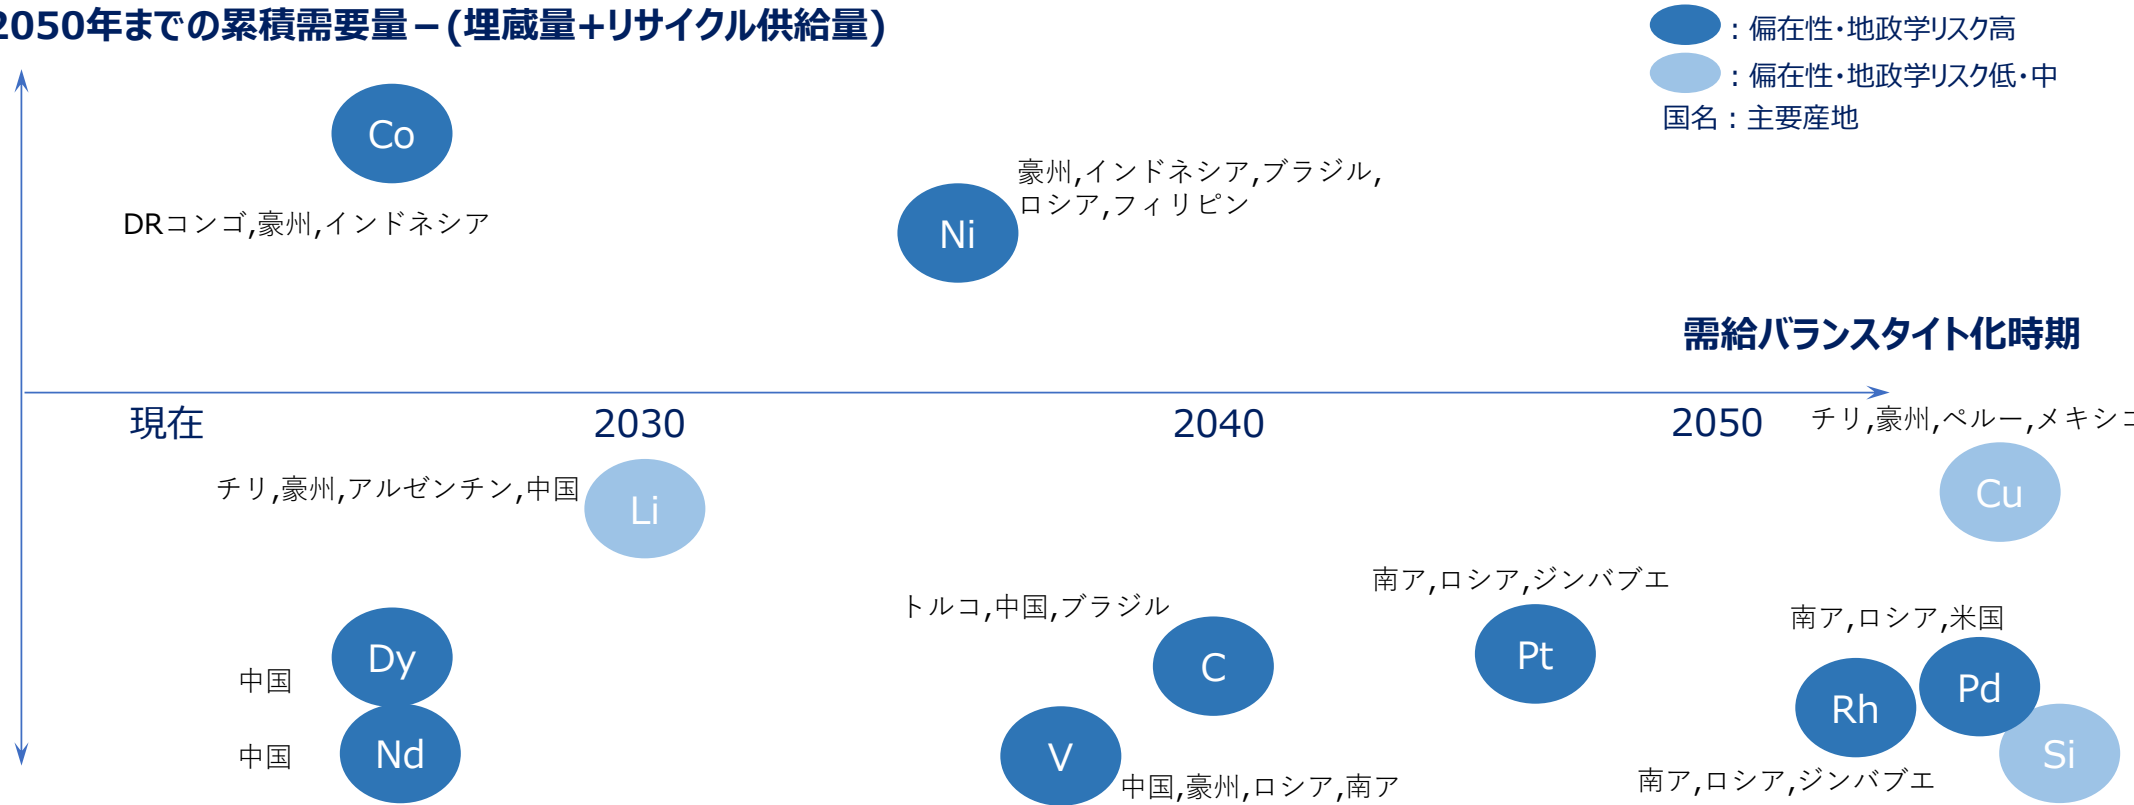 2050年までの累積需要量－(埋蔵量+リサイクル供給量)
：偏在性・地政学リスク高
：偏在性・地政学リスク低・中
国名：主要産地
Co
DRコンゴ,豪州,インドネシア
豪州,インドネシア,ブラジル,
ロシア,フィリピン
Ni
需給バランスタイト化時期
現在
2030
2040
2050
チリ,豪州,ペルー,メキシコ
チリ,豪州,アルゼンチン,中国
Li
Cu
南ア,ロシア,ジンバブエ
トルコ,中国,ブラジル
南ア,ロシア,米国
Dy
中国
C
Pt
Pd
Rh
Nd
中国
V
中国,豪州,ロシア,南ア
南ア,ロシア,ジンバブエ
Si